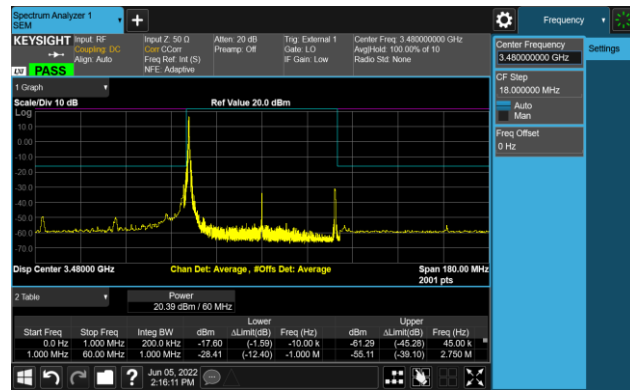 Spectrum Analyzer 1
SEM
Frequency
KEYSIGHT
Input: RF
Coupling: DC
Align: Auto
Input Z: 50 Ω
Corr CCorr
Freq Ref: Int (S)
NFE: Adaptive
Atten: 20 dB
Preamp: Off
Trig: External 1
Gate: LO
IF Gain: Low
Center Freq: 3.480000000 GHz
Avg|Hold: 100.00% of 10
Radio Std: None
LXI PASS
Center Frequency
3.480000000 GHz
Settings
CF Step
18.000000 MHz
Auto
Man
Freq Offset
0 Hz
1 Graph
Scale/Div 10 dB
Ref Value 20.0 dBm
Log
10.0
0.00
-10.0
-20.0
-30.0
-40.0
-50.0
-60.0
-70.0
Disp Center 3.48000 GHz
Chan Det: Average , #Offs Det: Average
Span 180.00 MHz
2001 pts
2 Table
Power
20.39 dBm / 60 MHz
Lower Upper
Start Freq Stop Freq Integ BW dBm ΔLimit(dB) Freq (Hz) dBm ΔLimit(dB) Freq (Hz)
0.0 Hz 1.000 MHz 200.0 kHz -17.60 (-1.59) -10.00 k -61.29 (-45.28) 45.00 k
1.000 MHz 60.00 MHz 1.000 MHz -28.41 (-12.40) -1.000 M -55.11 (-39.10) 2.750 M
?
Jun 05, 2022
2:16:11 PM